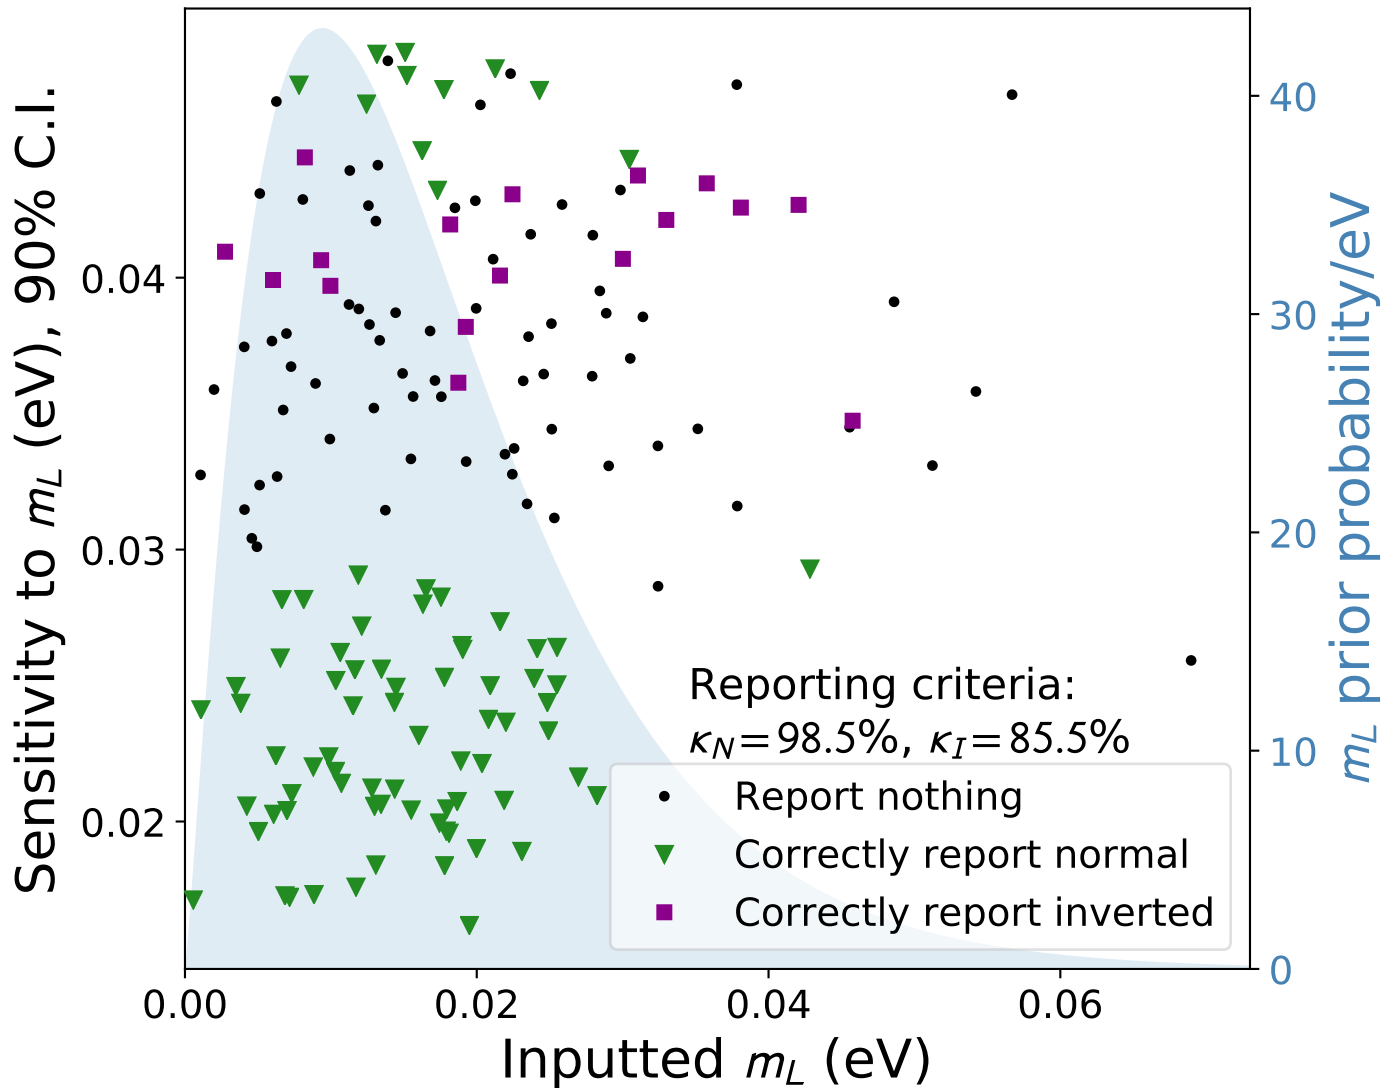 Sensitivity to m_L (eV), 90% C.I.
0.04
0.03
0.02
40
30
20
10
0
m_L prior probability/eV
Reporting criteria:
κ_N=98.5%, κ_I=85.5%
Report nothing
Correctly report normal
Correctly report inverted
0.00
0.02
0.04
0.06
Inputted m_L (eV)